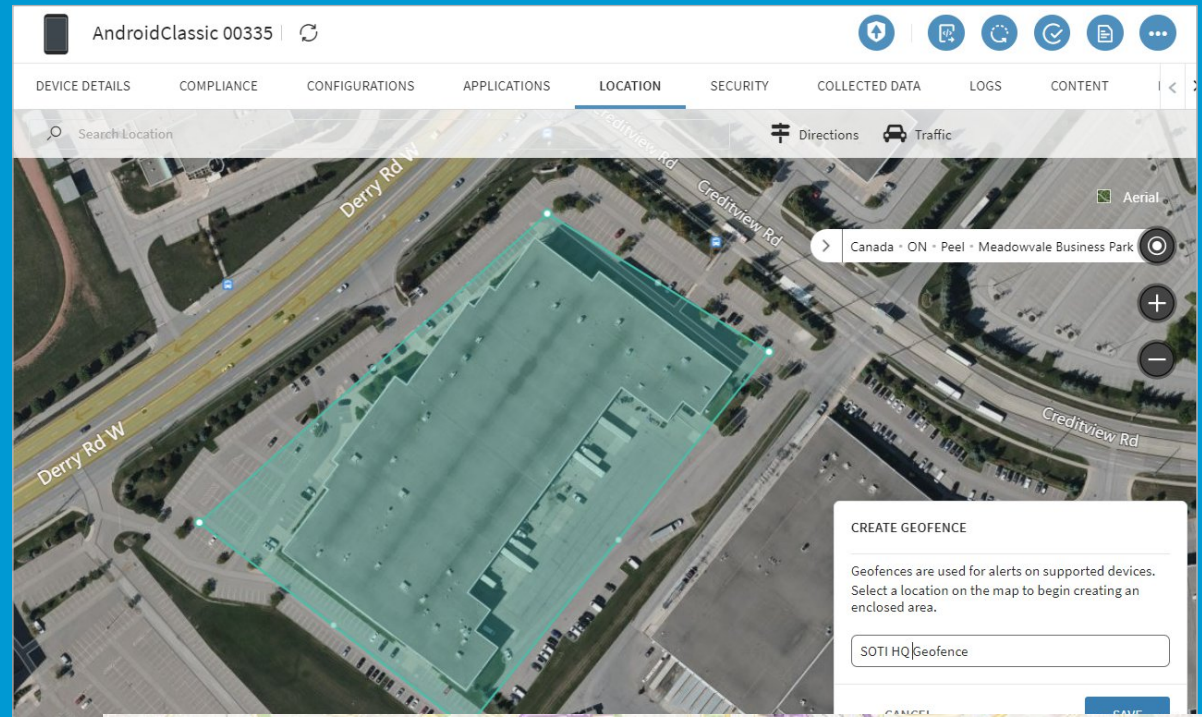 AndroidClassic 00335
DEVICE DETAILS COMPLIANCE CONFIGURATIONS APPLICATIONS LOCATION SECURITY COLLECTED DATA LOGS CONTENT
Search Location Directions Traffic
Creditview Rd
Derry Rd W
Creditview Rd
Aerial
Canada • ON • Peel • Meadowvale Business Park
Creditview Rd
Derry Rd W
CREATE GEOFENCE
Geofences are used for alerts on supported devices.
Select a location on the map to begin creating an
enclosed area.
SOTI HQ Geofence
CANCEL SAVE